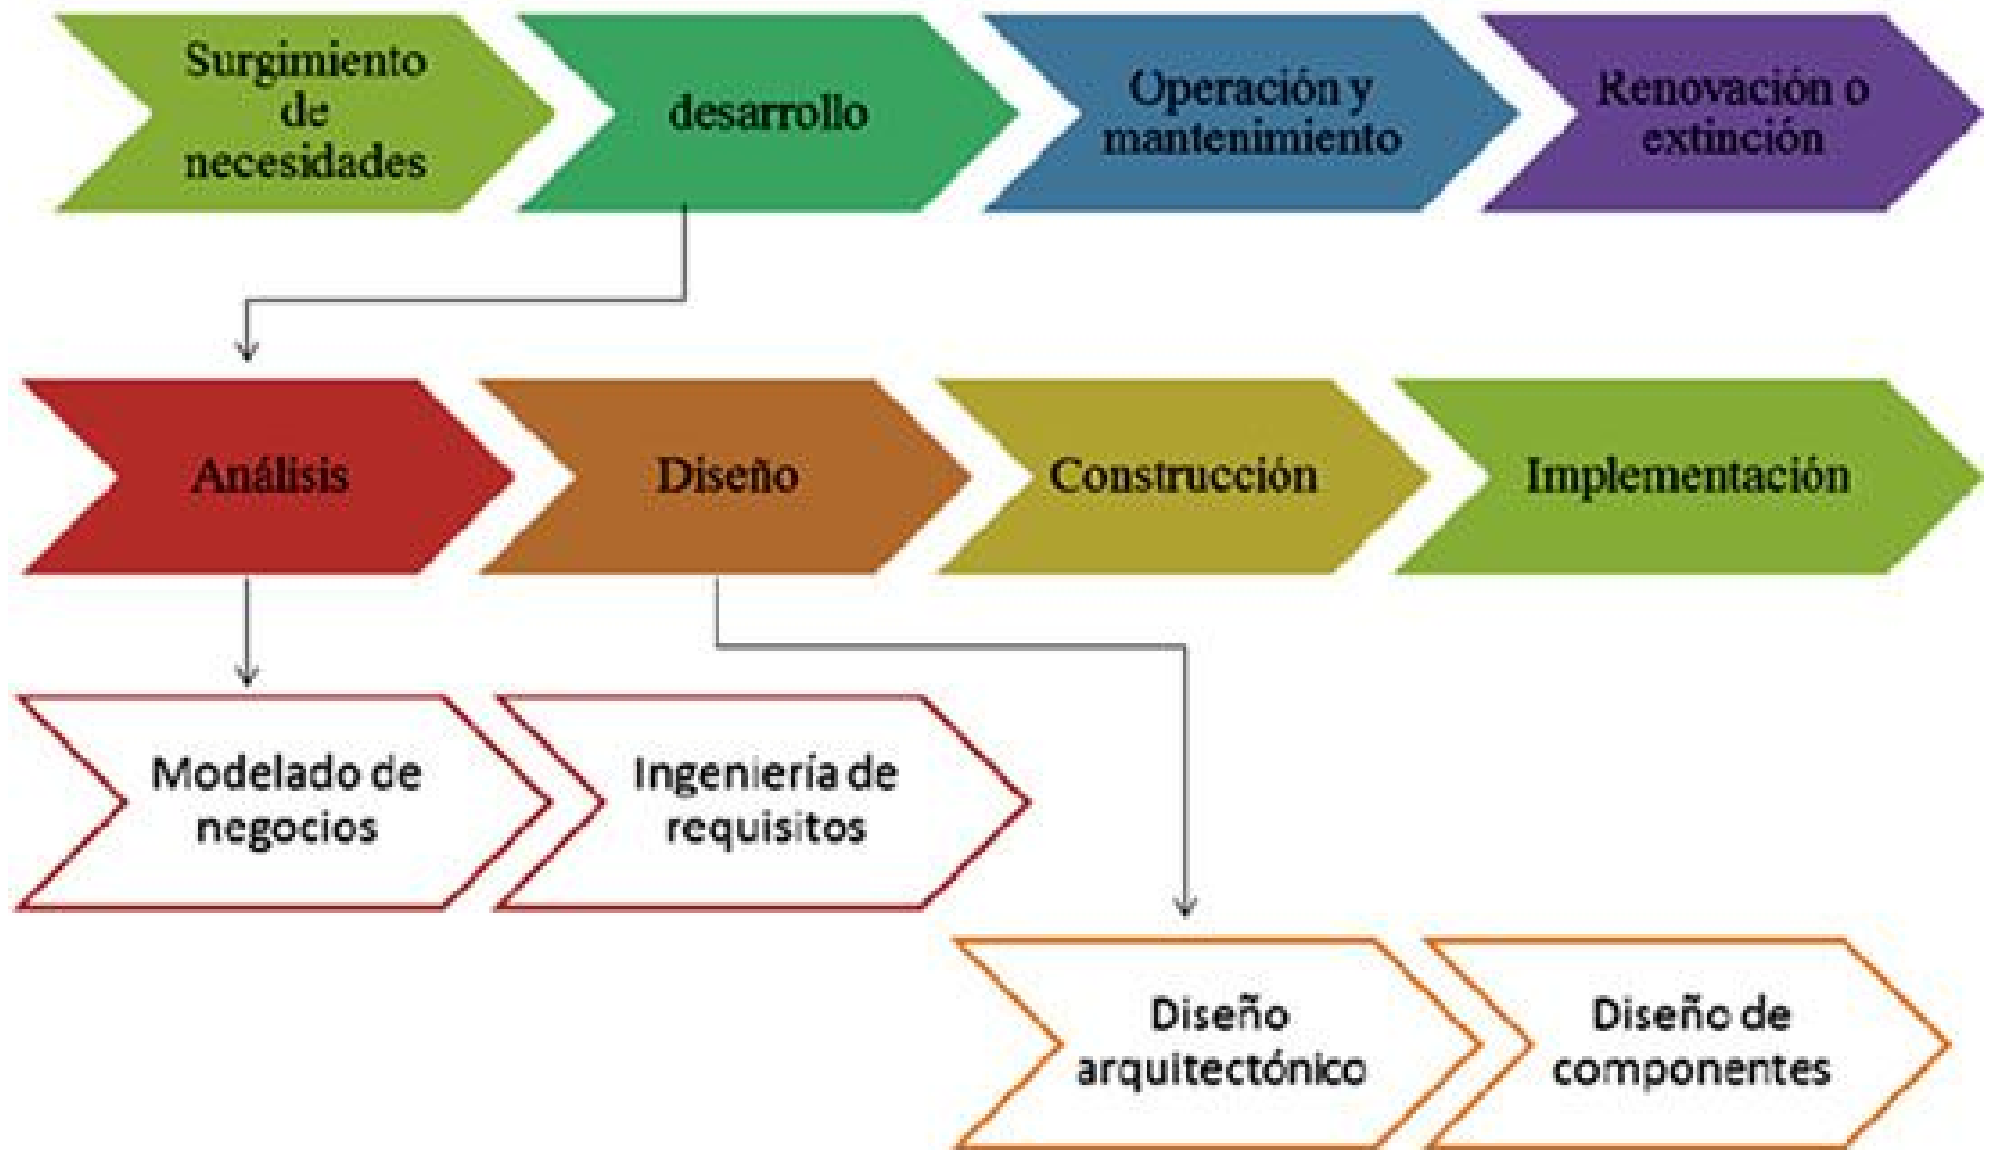 Surgimiento
de
necesidades
desarrollo
Operación y
mantenimiento
Renovación o
extinción
Análisis
Diseño
Construcción
Implementación
Modelado de
negocios
Ingeniería de
requisitos
Diseño
arquitectónico
Diseño de
componentes